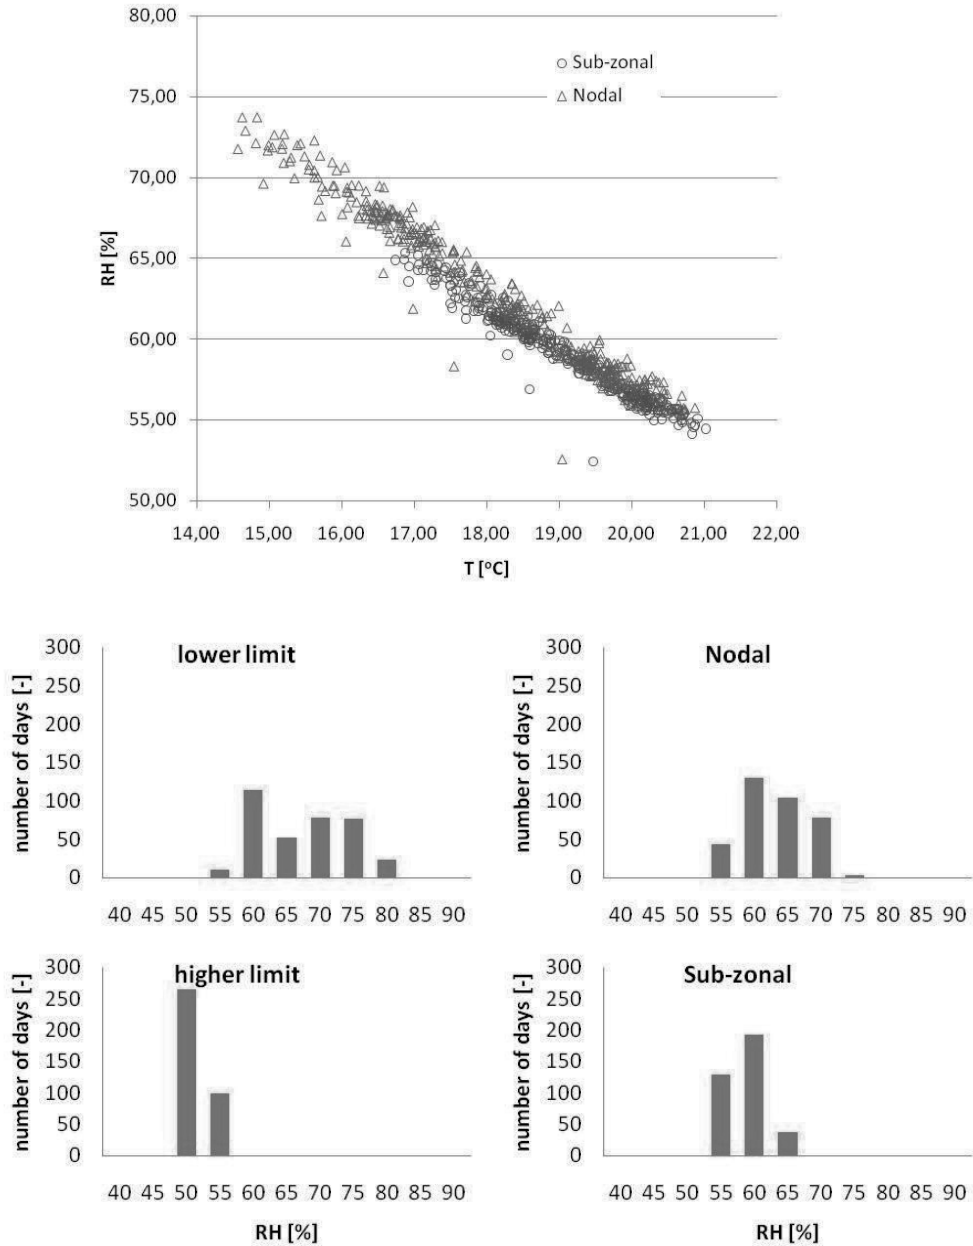 80,00
75,00
70,00
65,00
60,00
55,00
50,00
RH [%]
Sub-zonal
Nodal
14,00 15,00 16,00 17,00 18,00 19,00 20,00 21,00 22,00
T [°C]
lower limit
number of days [-]
300
250
200
150
100
50
0
40 45 50 55 60 65 70 75 80 85 90
Nodal
number of days [-]
300
250
200
150
100
50
0
40 45 50 55 60 65 70 75 80 85 90
higher limit
number of days [-]
300
250
200
150
100
50
0
40 45 50 55 60 65 70 75 80 85 90
RH [%]
Sub-zonal
number of days [-]
300
250
200
150
100
50
0
40 45 50 55 60 65 70 75 80 85 90
RH [%]